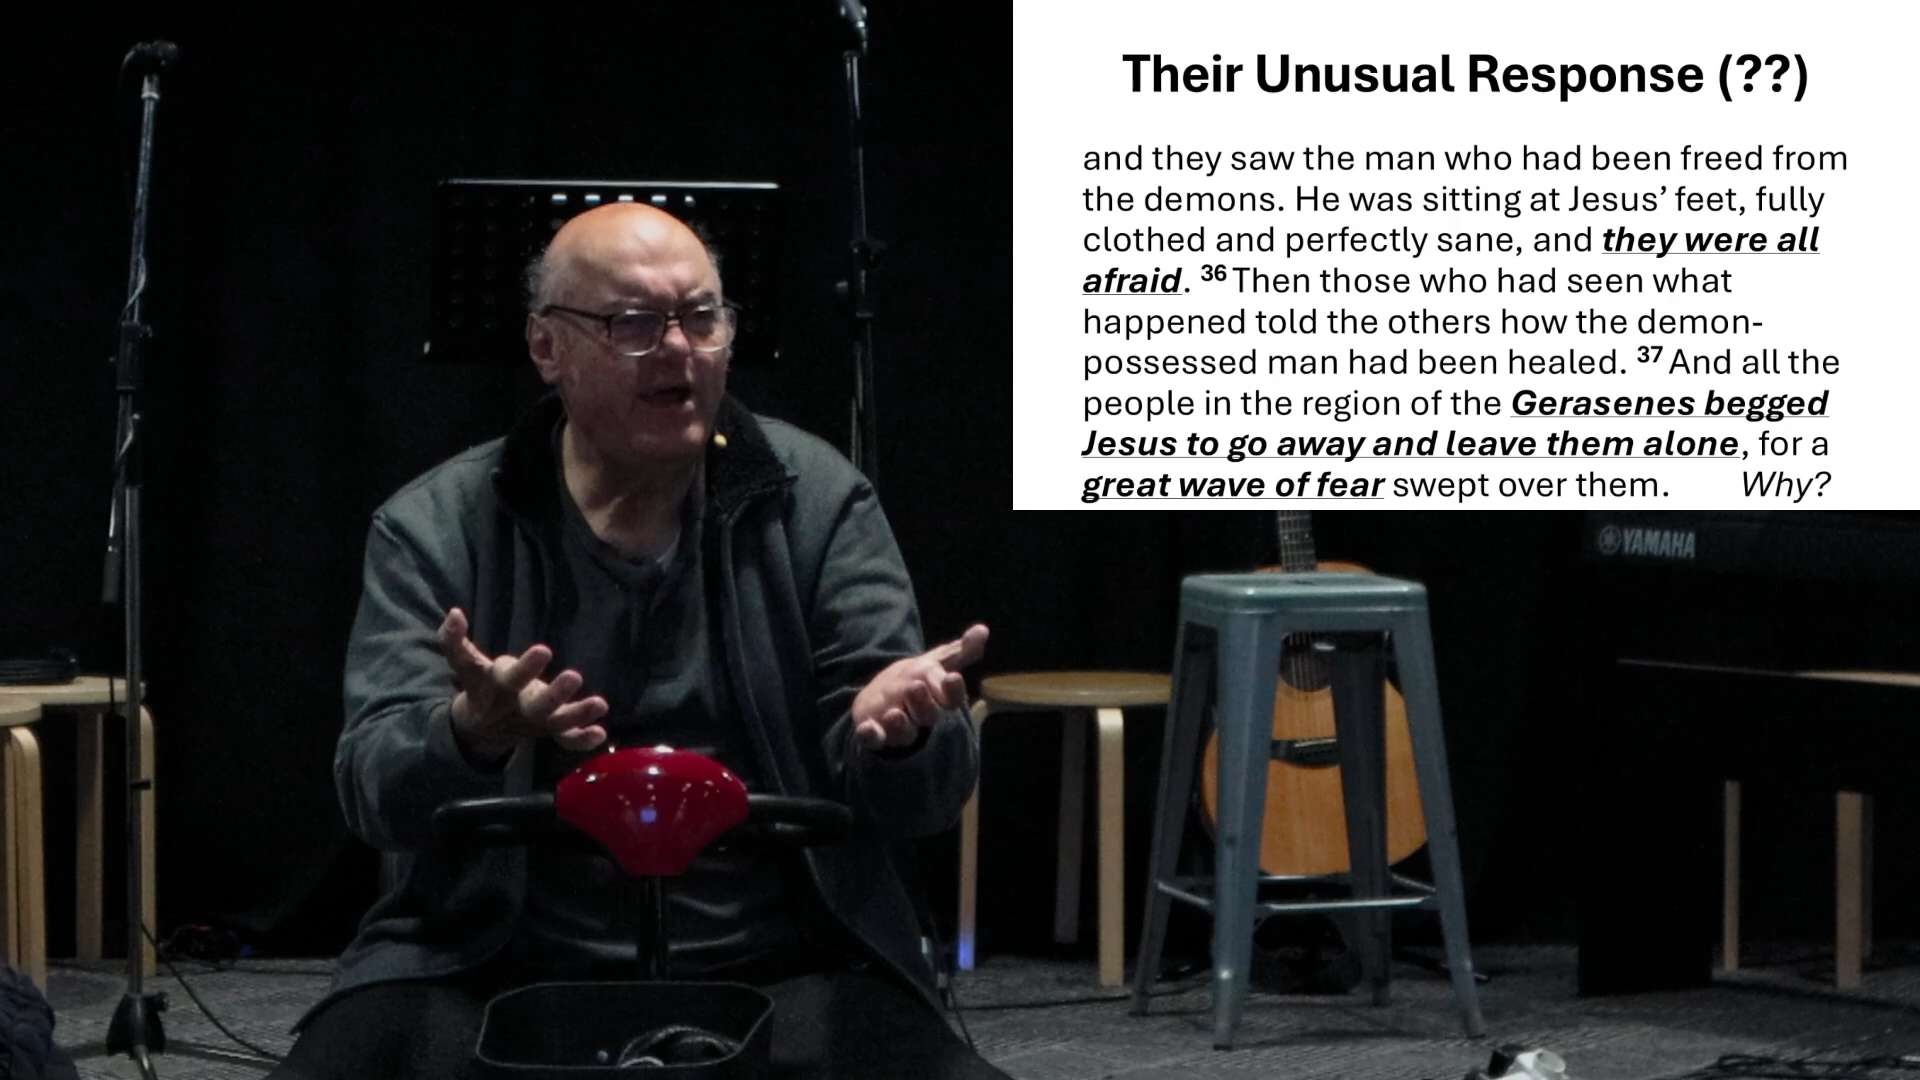 Their Unusual Response (??)
and they saw the man who had been freed from
the demons. He was sitting at Jesus’ feet, fully
clothed and perfectly sane, and they were all
afraid. 36 Then those who had seen what
happened told the others how the demon-
possessed man had been healed. 37 And all the
people in the region of the Gerasenes begged
Jesus to go away and leave them alone, for a
great wave of fear swept over them. Why?
YAMAHA